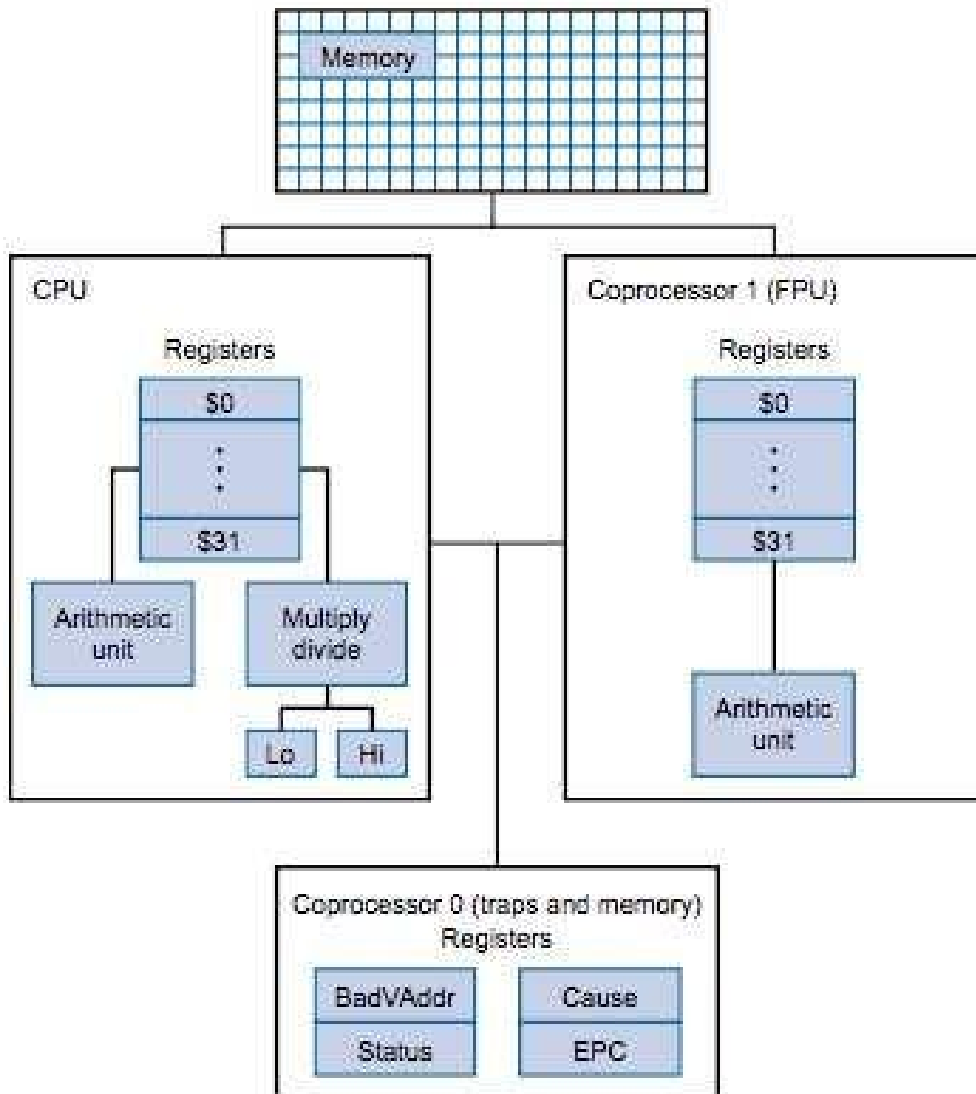 Memory
CPU
Registers
$0
$31
Arithmetic
unit
Multiply
divide
Lo
Hi
Coprocessor 1 (FPU)
Registers
$0
$31
Arithmetic
unit
Coprocessor 0 (traps and memory)
Registers
BadVAddr
Status
Cause
EPC